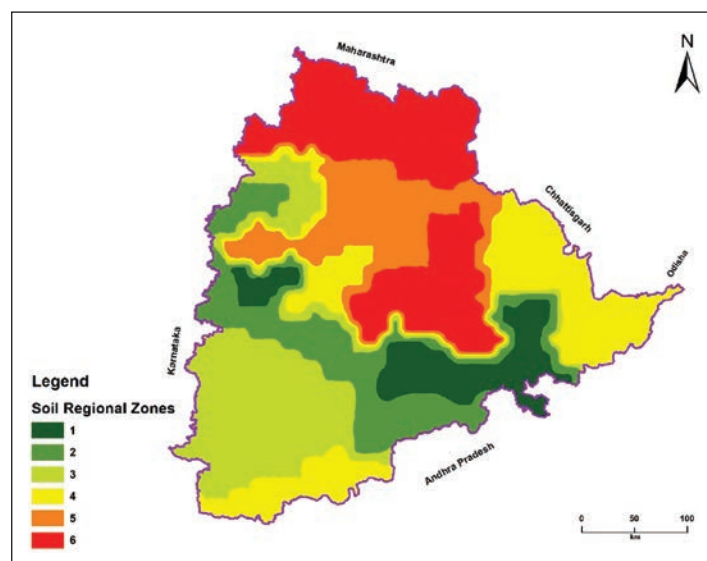 Maharashtra
N
Chhattisgarh
Odisha
Karnataka
Legend
Soil Regional Zones
1
2
3
4
5
6
Andhra Pradesh
0 50 100
km